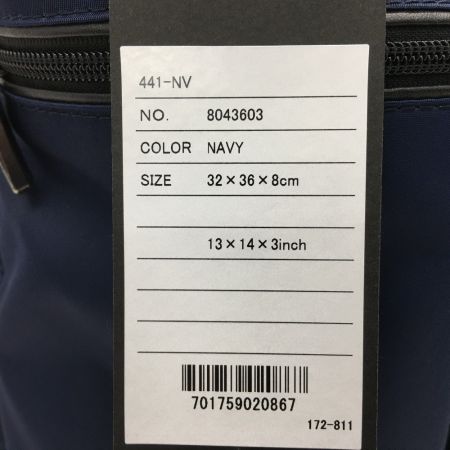 441-NV
NO. 8043603
COLOR NAVY
SIZE 32×36×8cm
13×14×3inch
701759020867
172-811